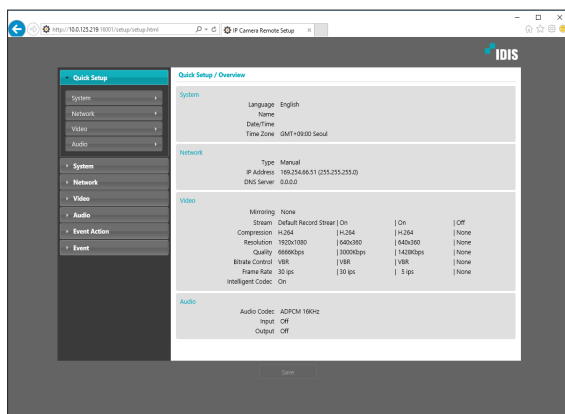 http://10.0.125.219:16001/setup/setup.html
IP Camera Remote Setup
IDIS
Quick Setup
System
Network
Video
Audio
System
Network
Video
Audio
Event Action
Event
Quick Setup / Overview
System
Language English
Name
Date/Time
Time Zone GMT+09:00 Seoul
Network
Type Manual
IP Address 169.254.66.51 (255.255.255.0)
DNS Server 0.0.0.0
Video
Mirroring None
Stream Default Record Strear | On | On | Off
Compression H.264 | H.264 | H.264 | None
Resolution 1920x1080 | 640x360 | 640x360 | None
Quality 6666Kbps | 3000Kbps | 1428Kbps | None
Bitrate Control VBR | VBR | VBR | None
Frame Rate 30 ips | 30 ips | 5 ips | None
Intelligent Codec On
Audio
Audio Codec ADPCM 16KHz
Input Off
Output Off
Save